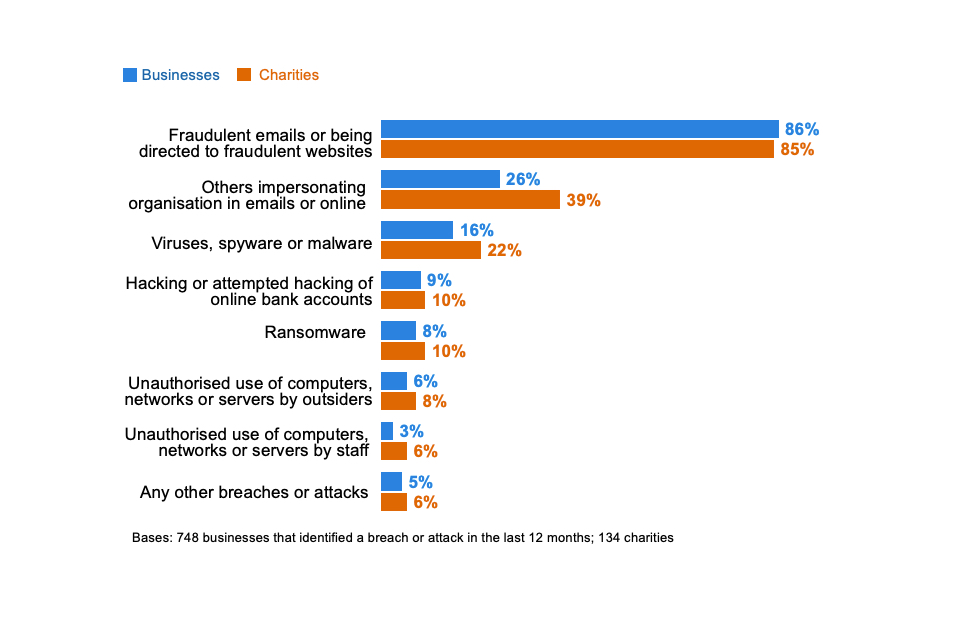 Businesses Charities
Fraudulent emails or being
directed to fraudulent websites
86%
85%
Others impersonating
organisation in emails or online
26%
39%
Viruses, spyware or malware
16%
22%
Hacking or attempted hacking of
online bank accounts
9%
10%
Ransomware
8%
10%
Unauthorised use of computers,
networks or servers by outsiders
6%
8%
Unauthorised use of computers,
networks or servers by staff
3%
6%
Any other breaches or attacks
5%
6%
Bases: 748 businesses that identified a breach or attack in the last 12 months; 134 charities